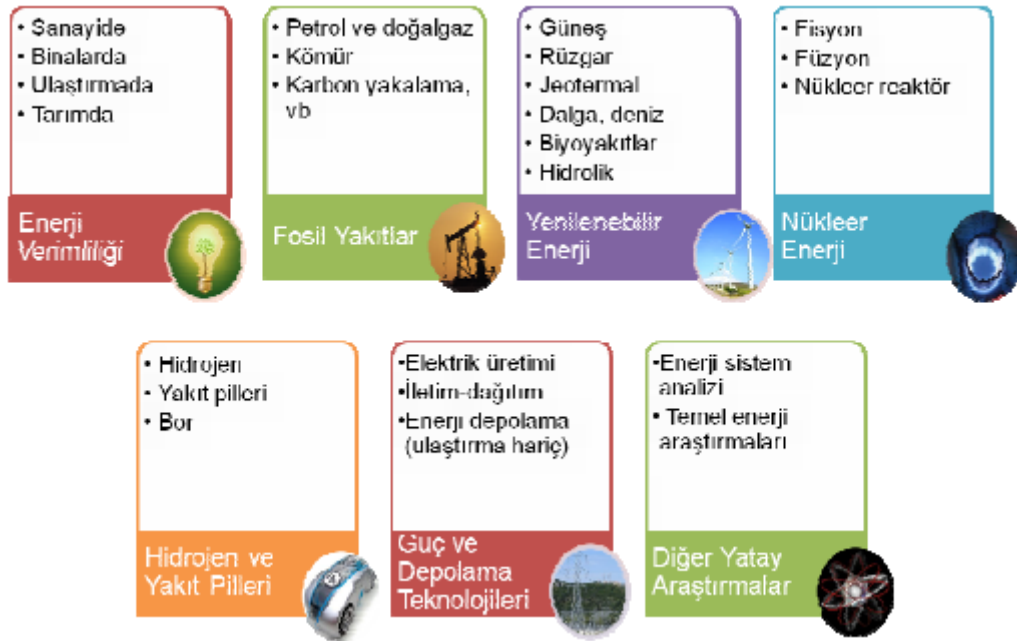 • Sanayide
• Binalarda
• Ulaştırmada
• Tarımda
Enerji
Verimliliği
• Petrol ve doğalgaz
• Kömür
• Karbon yakalama,
vb
Fosil Yakıtlar
• Güneş
• Rüzgar
• Jeotermal
• Dalga, deniz
• Biyoyakıtlar
• Hidrolik
Yenilenebilir
Enerji
• Fisyon
• Füzyon
• Nükleer reaktör
Nükleer
Enerji
• Hidrojen
• Yakıt pilleri
• Bor
Hidrojen ve
Yakıt Pilleri
•Elektrik üretimi
•İletim-dağıtım
•Enerji depolama
(ulaştırma hariç)
Güç ve
Depolama
Teknolojileri
•Enerji sistem
analizi
• Temel enerji
araştırmaları
Diğer Yatay
Araştırmalar